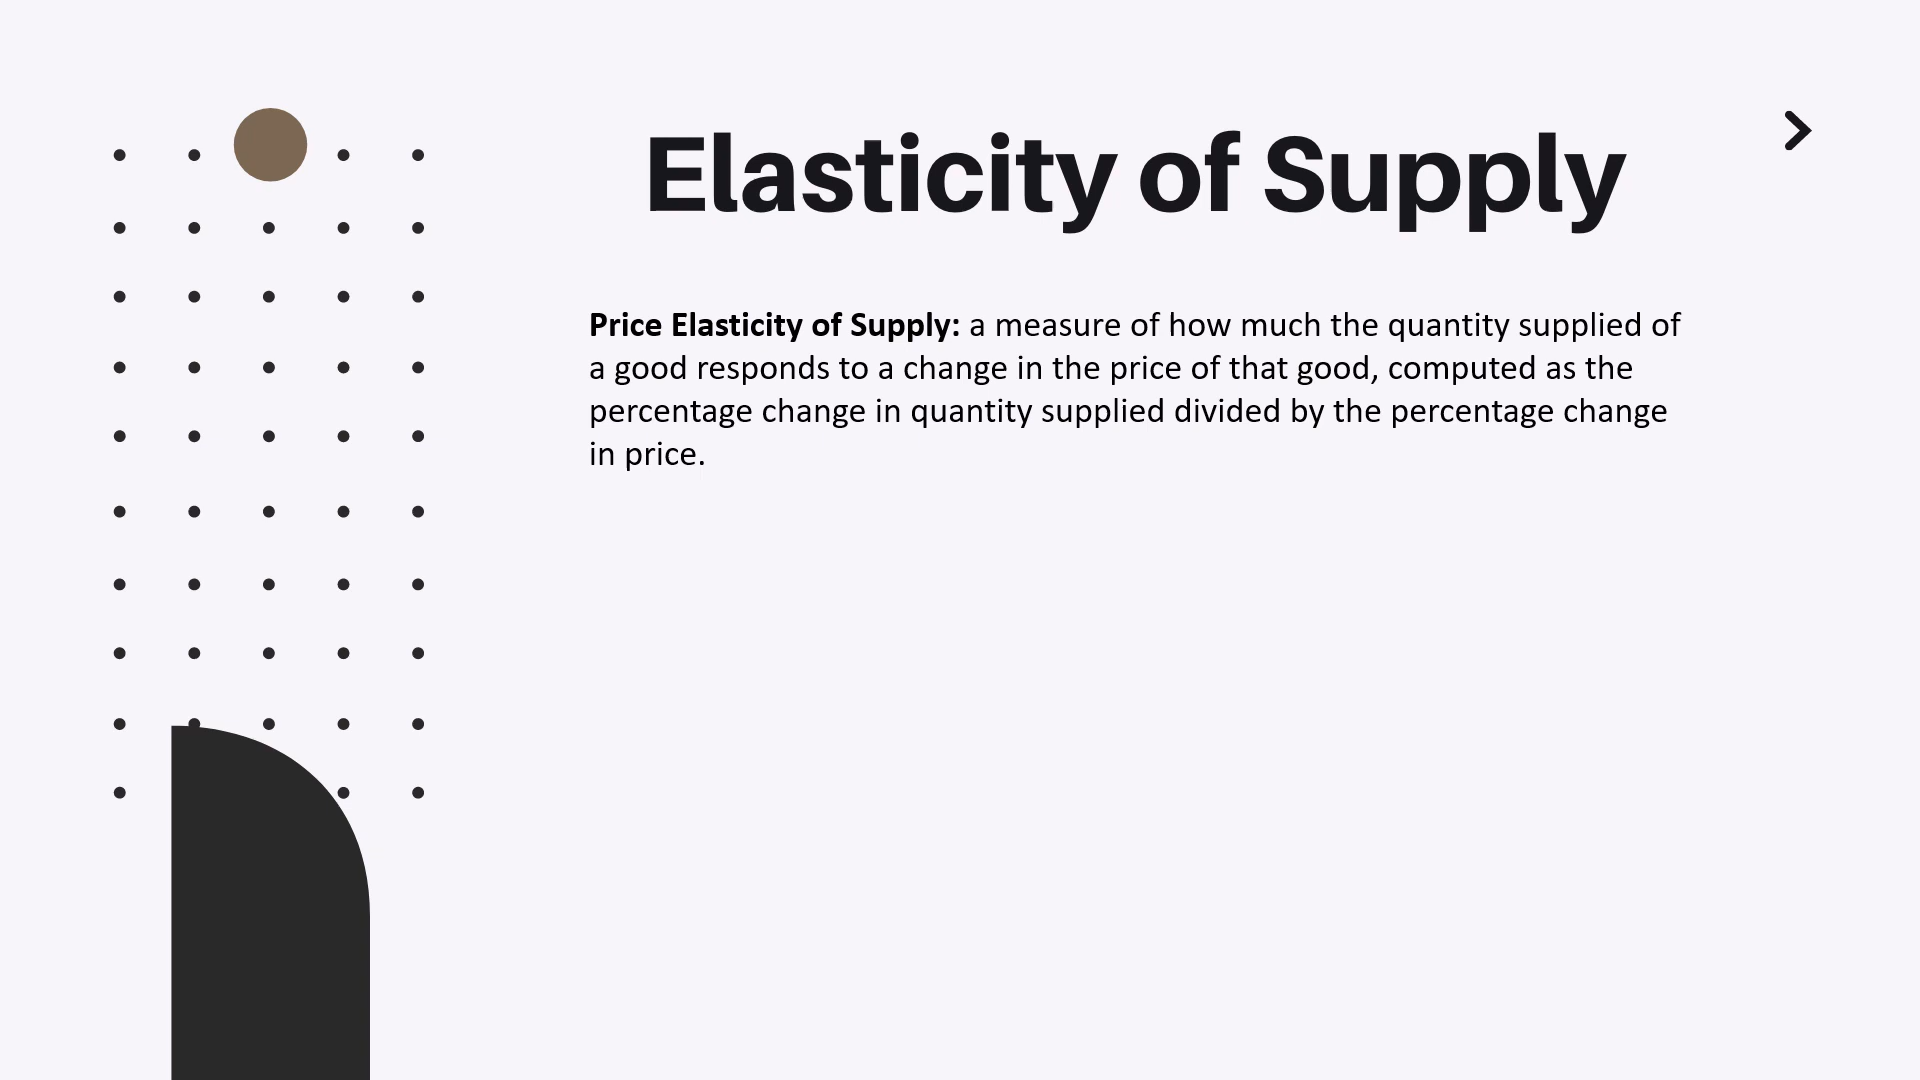 Elasticity of Supply
Price Elasticity of Supply: a measure of how much the quantity supplied of
a good responds to a change in the price of that good, computed as the
percentage change in quantity supplied divided by the percentage change
in price.